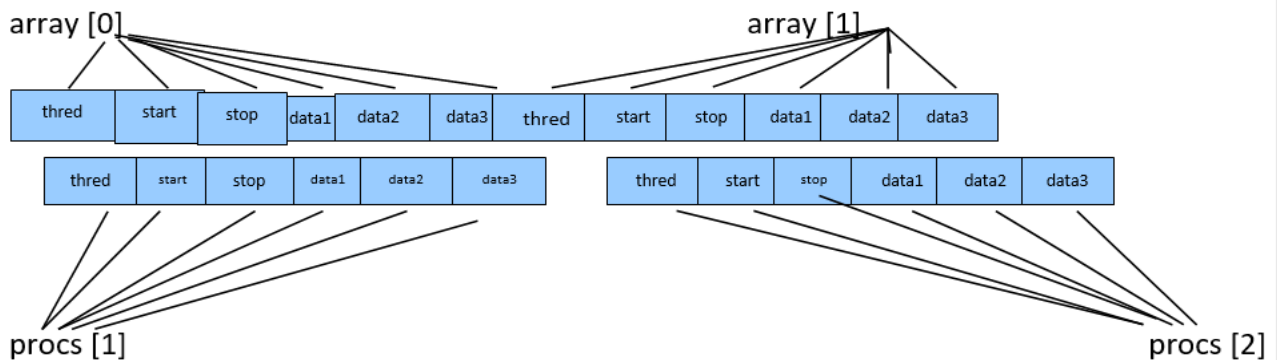 array [0] array [1]
thred start stop data1 data2 data3 thred start stop data1 data2 data3
thred start stop data1 data2 data3 thred start stop data1 data2 data3
procs [1] procs [2]